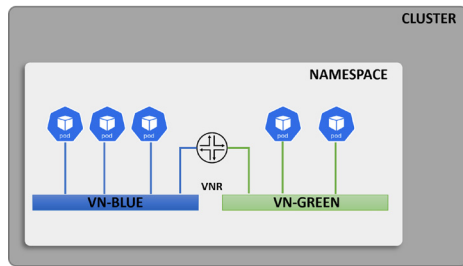 CLUSTER
NAMESPACE
pod pod pod pod pod
VNR
VN-BLUE VN-GREEN